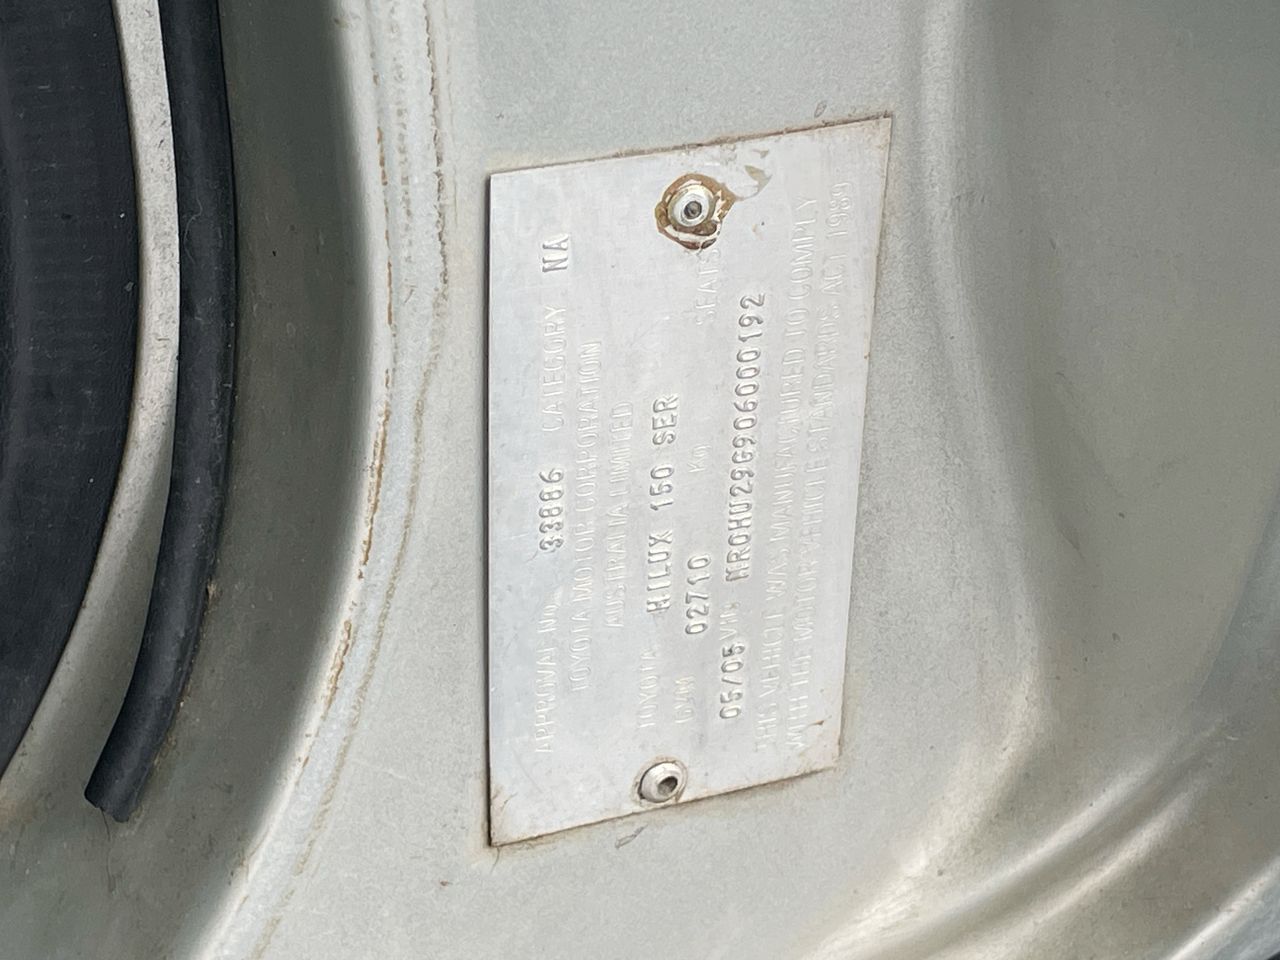 APPROVAL No. 33886 CATEGORY NA
TOYOTA MOTOR CORPORATION
AUSTRALIA LIMITED
TOYOTA HILUX 150 SER
GVM 02710 Kg SEATS
05/05 VIN MR0HU29G906000192
THIS VEHICLE WAS MANUFACTURED TO COMPLY
WITH THE MOTOR VEHICLE STANDARDS ACT 1989